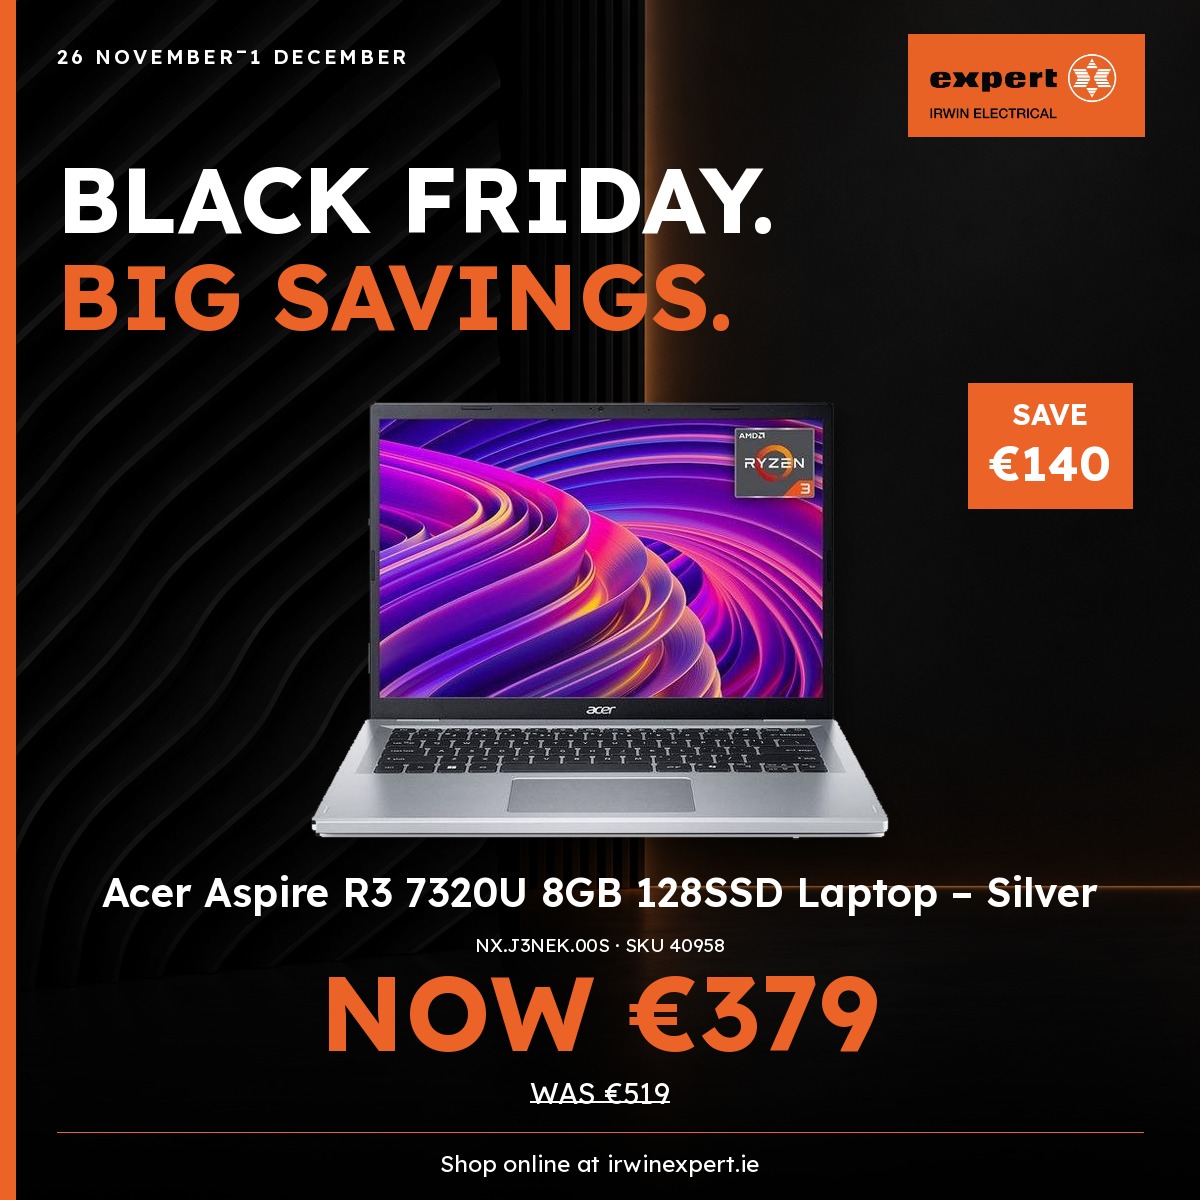 26 NOVEMBER–1 DECEMBER
expert
IRWIN ELECTRICAL
BLACK FRIDAY.
BIG SAVINGS.
SAVE
€140
AMD
RYZEN
3
acer
Acer Aspire R3 7320U 8GB 128SSD Laptop – Silver
NX.J3NEK.00S · SKU 40958
NOW €379
WAS €519
Shop online at irwinexpert.ie